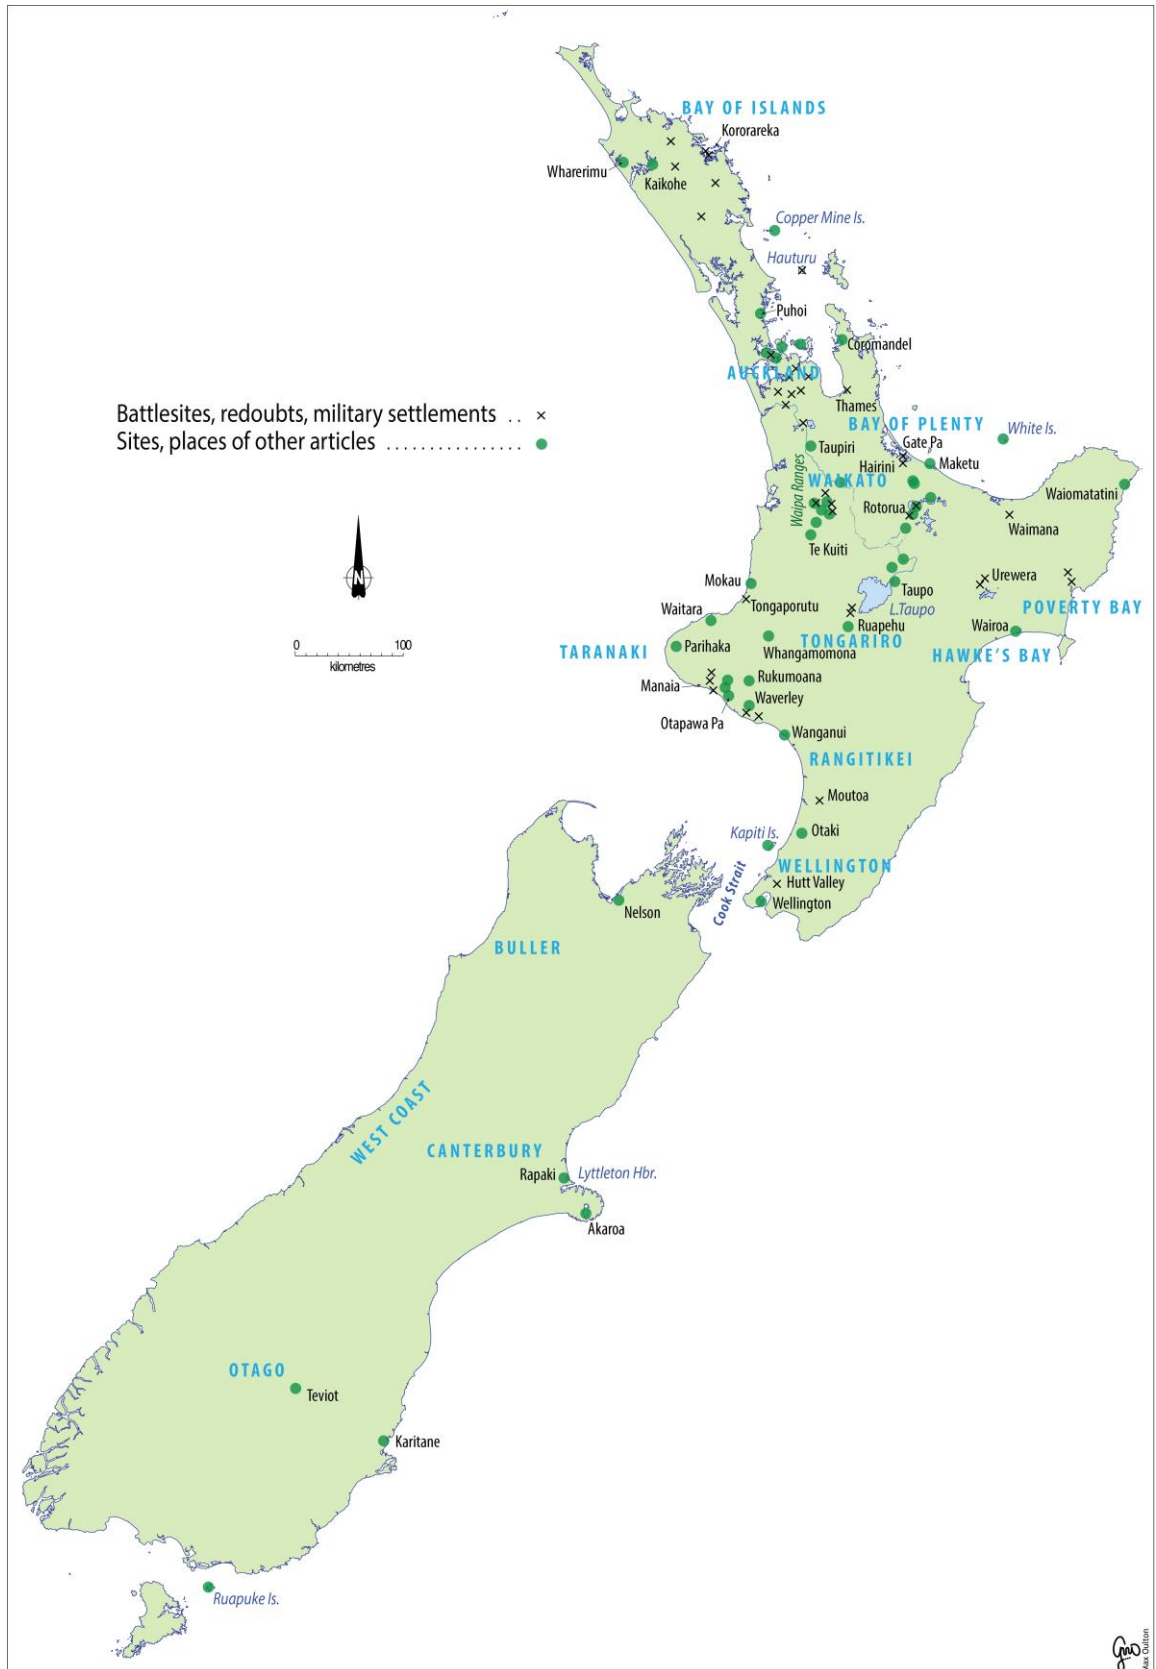 BAY OF ISLANDS
Kororareka
Wharerimu
Kaikohe
Copper Mine Is.
Hauturu
Puhoi
Coromandel
AUCKLAND
Thames
Battlesites, redoubts, military settlements .. ×
Sites, places of other articles ................
BAY OF PLENTY
White Is.
Gate Pa
Taupiri
Hairini
Maketu
Waipa Ranges
WAIKATO
Waiomatatini
Rotorua
Waimana
Te Kuiti
N
Mokau
Urewera
Taupo
Tongaporutu
L.Taupo
POVERTY BAY
Waitara
Ruapehu
Wairoa
0 100
kilometres
TARANAKI
Parihaka
TONGARIRO
Whangamomona
HAWKE'S BAY
Manaia
Rukumoana
Waverley
Otapawa Pa
Wanganui
RANGITIKEI
Moutoa
Kapiti Is.
Otaki
WELLINGTON
Hutt Valley
Cook Strait
Wellington
Nelson
BULLER
WEST COAST
CANTERBURY
Rapaki
Lyttleton Hbr.
Akaroa
OTAGO
Teviot
Karitane
Ruapuke Is.
Max Oulton